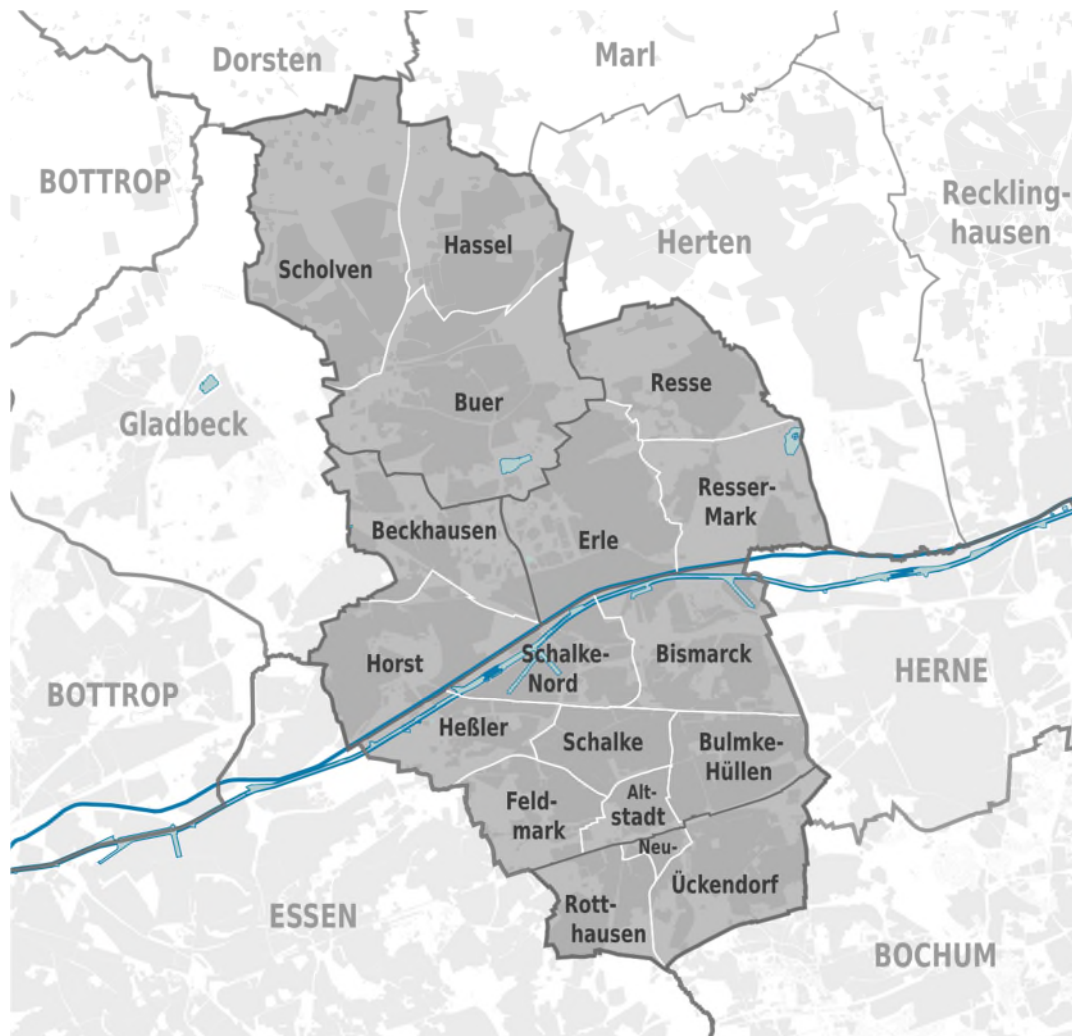 Dorsten
Marl
BOTTROP
Reckling-
hausen
Herten
Hassel
Scholven
Resse
Buer
Gladbeck
Resser-
Mark
Beckhausen
Erle
Horst
Schalke-
Nord
Bismarck
HERNE
BOTTROP
Heßler
Schalke
Bulmke-
Hüllen
Feld-
mark
Alt-
stadt
Neu-
Ückendorf
Rott-
hausen
ESSEN
BOCHUM